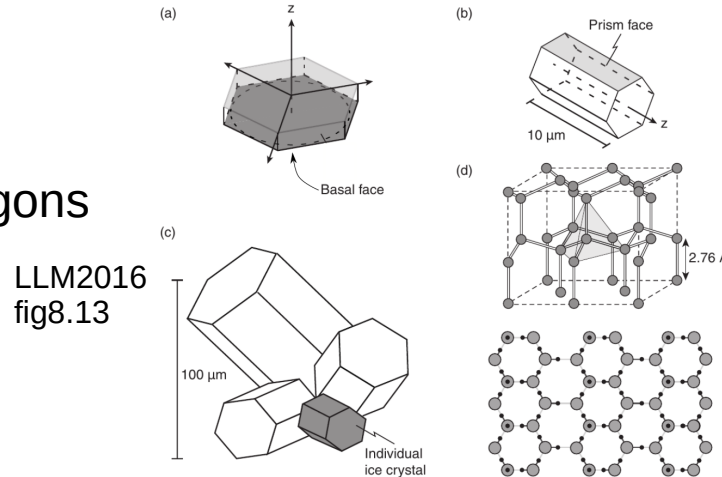 (a)
z
Basal face
(b)
Prism face
10 μm
z
gons
LLM2016
fig8.13
(c)
100 μm
Individual
ice crystal
(d)
2.76